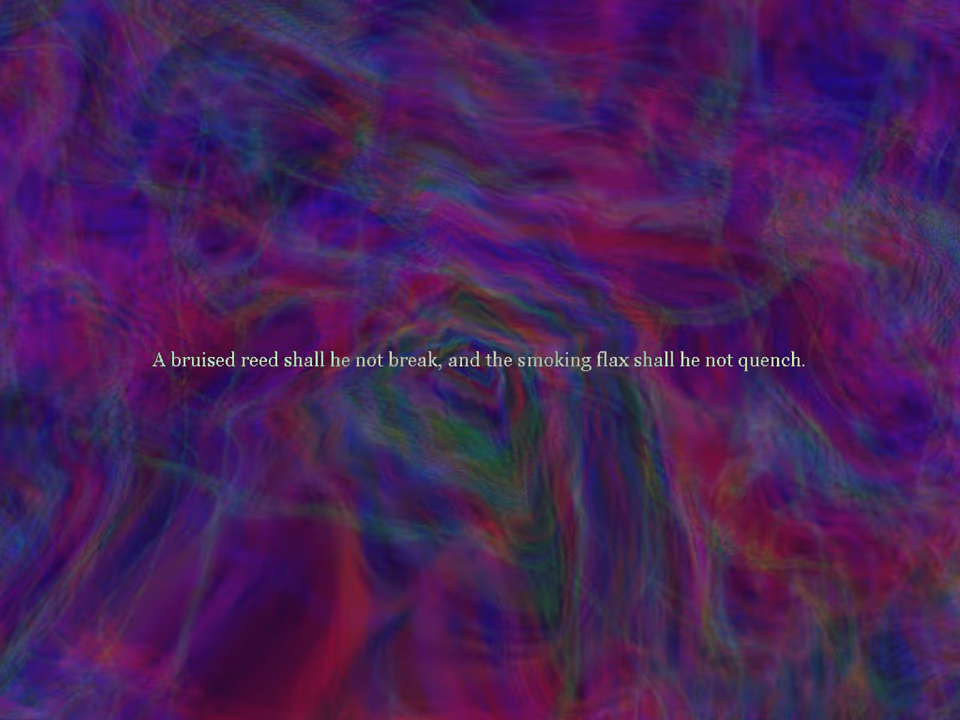 A bruised reed shall he not break, and the smoking flax shall he not quench.